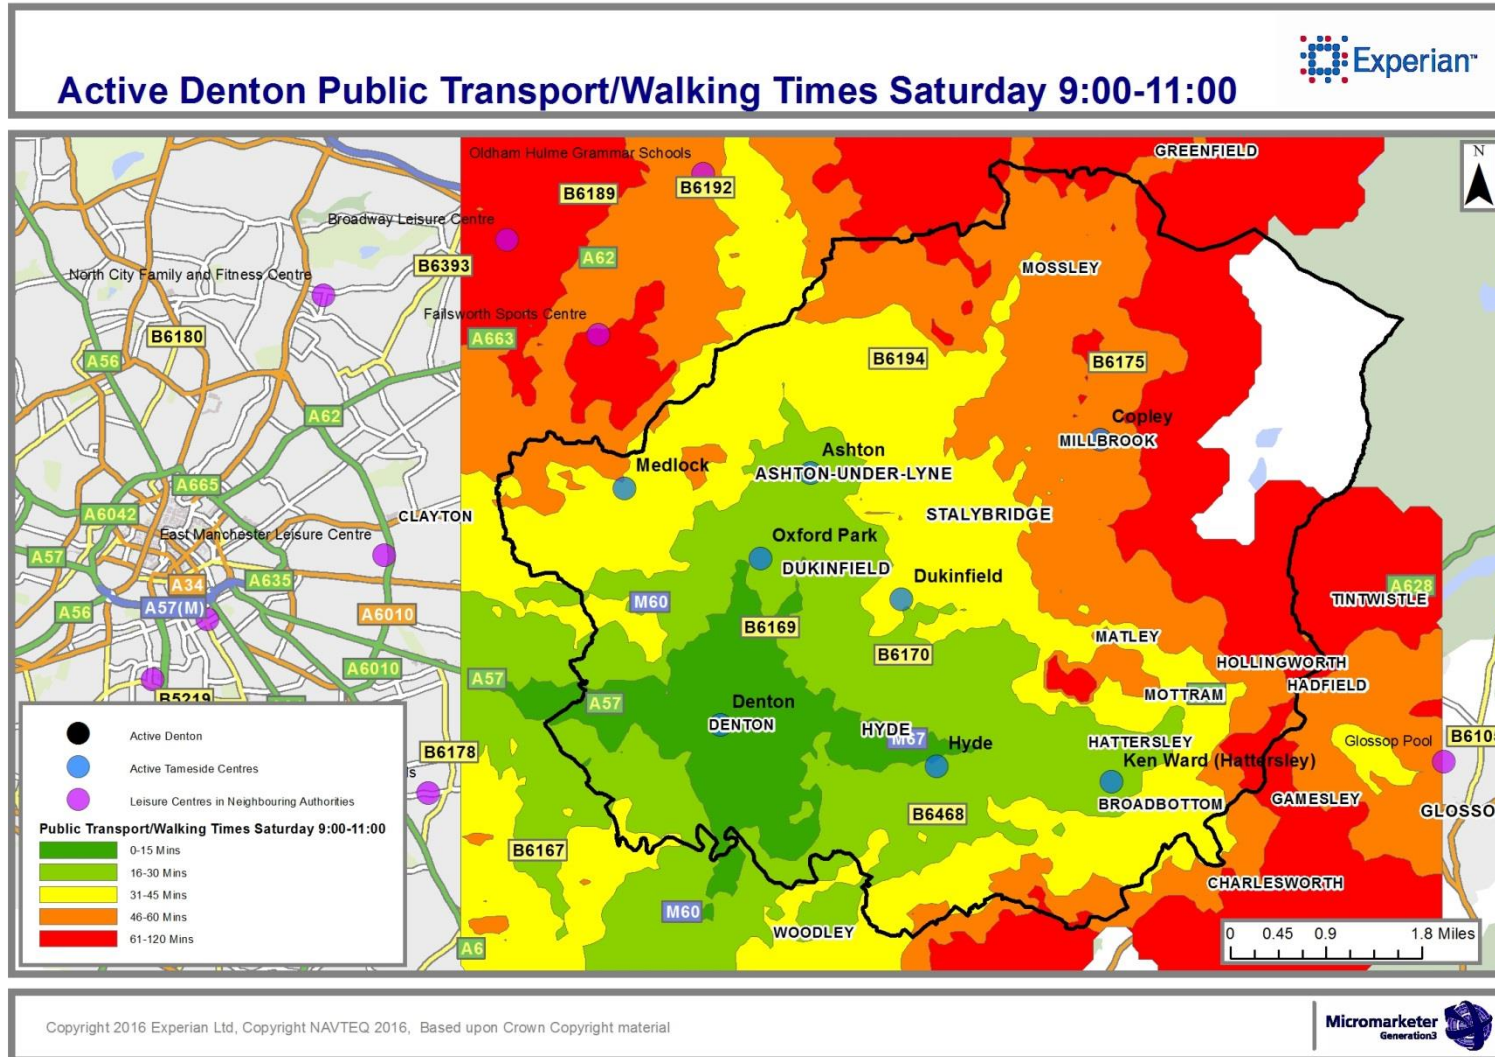 Active Denton Public Transport/Walking Times Saturday 9:00-11:00
Experian™
Oldham Hulme Grammar Schools
GREENFIELD
N
B6189
B6192
Broadway Leisure Centre
B6393
A62
MOSSLEY
North City Family and Fitness Centre
Failsworth Sports Centre
B6180
A663
A56
B6194
B6175
A62
Copley
MILLBROOK
Ashton
ASHTON-UNDER-LYNE
Medlock
A665
A6042
CLAYTON
STALYBRIDGE
East Manchester Leisure Centre
Oxford Park
A57
DUKINFIELD
Dukinfield
A34
A635
A628
TINTWISTLE
A56
A57(M)
A6010
M60
B6169
MATLEY
B6170
A6010
HOLLINGWORTH
A57
HADFIELD
B5219
MOTTRAM
A57
Denton
DENTON
HYDE
M67
Hyde
HATTERSLEY
Glossop Pool
B6178
Ken Ward (Hattersley)
GAMESLEY
BROADBOTTOM
B6468
GLOSSO
B6167
CHARLESWORTH
M60
WOODLEY
A6
Active Denton
Active Tameside Centres
ls
Leisure Centres in Neighbouring Authorities
Public Transport/Walking Times Saturday 9:00-11:00
0-15 Mins
16-30 Mins
31-45 Mins
46-60 Mins
61-120 Mins
0 0.45 0.9 1.8 Miles
Copyright 2016 Experian Ltd, Copyright NAVTEQ 2016, Based upon Crown Copyright material
Micromarketer
Generation3